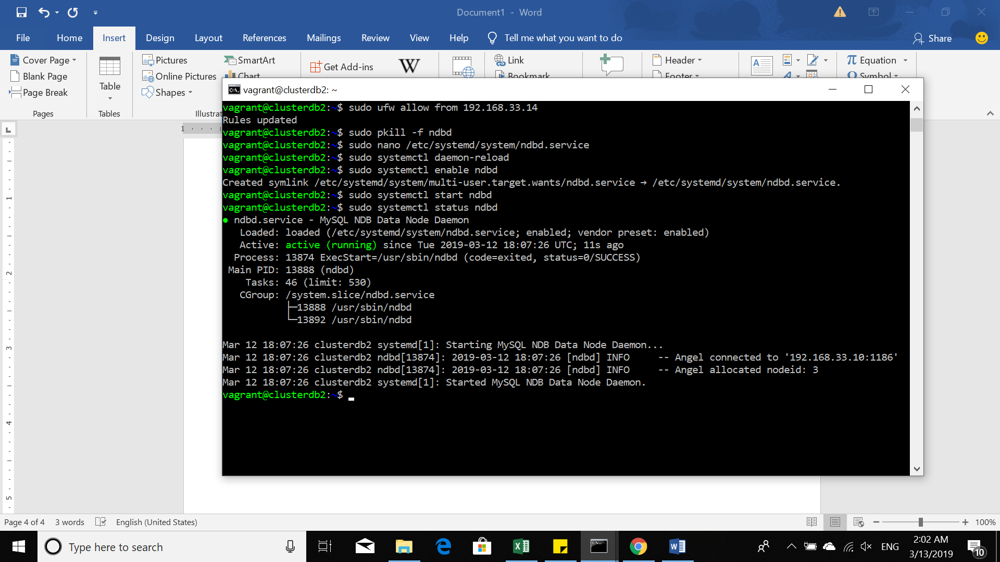 Document1 - Word
File Home Insert Design Layout References Mailings Review View Help Tell me what you want to do Share
Cover Page
Blank Page
Page Break
Pages
Table
Tables
Pictures
Online Pictures
Shapes
SmartArt
Chart
Illustrat
Get Add-ins
W
Link
Bookmark
Header
Footer
A
Equation
Symbol
vagrant@clusterdb2: ~
vagrant@clusterdb2:~$ sudo ufw allow from 192.168.33.14
Rules updated
vagrant@clusterdb2:~$ sudo pkill -f ndbd
vagrant@clusterdb2:~$ sudo nano /etc/systemd/system/ndbd.service
vagrant@clusterdb2:~$ sudo systemctl daemon-reload
vagrant@clusterdb2:~$ sudo systemctl enable ndbd
Created symlink /etc/systemd/system/multi-user.target.wants/ndbd.service → /etc/systemd/system/ndbd.service.
vagrant@clusterdb2:~$ sudo systemctl start ndbd
vagrant@clusterdb2:~$ sudo systemctl status ndbd
● ndbd.service - MySQL NDB Data Node Daemon
Loaded: loaded (/etc/systemd/system/ndbd.service; enabled; vendor preset: enabled)
Active: active (running) since Tue 2019-03-12 18:07:26 UTC; 11s ago
Process: 13874 ExecStart=/usr/sbin/ndbd (code=exited, status=0/SUCCESS)
Main PID: 13888 (ndbd)
Tasks: 46 (limit: 530)
CGroup: /system.slice/ndbd.service
├─13888 /usr/sbin/ndbd
└─13892 /usr/sbin/ndbd
Mar 12 18:07:26 clusterdb2 systemd[1]: Starting MySQL NDB Data Node Daemon...
Mar 12 18:07:26 clusterdb2 ndbd[13874]: 2019-03-12 18:07:26 [ndbd] INFO     -- Angel connected to '192.168.33.10:1186'
Mar 12 18:07:26 clusterdb2 ndbd[13874]: 2019-03-12 18:07:26 [ndbd] INFO     -- Angel allocated nodeid: 3
Mar 12 18:07:26 clusterdb2 systemd[1]: Started MySQL NDB Data Node Daemon.
vagrant@clusterdb2:~$
L
1
1
2
3
4
5
Page 4 of 4 3 words English (United States) 100%
Type here to search
ENG
2:02 AM
3/13/2019
10